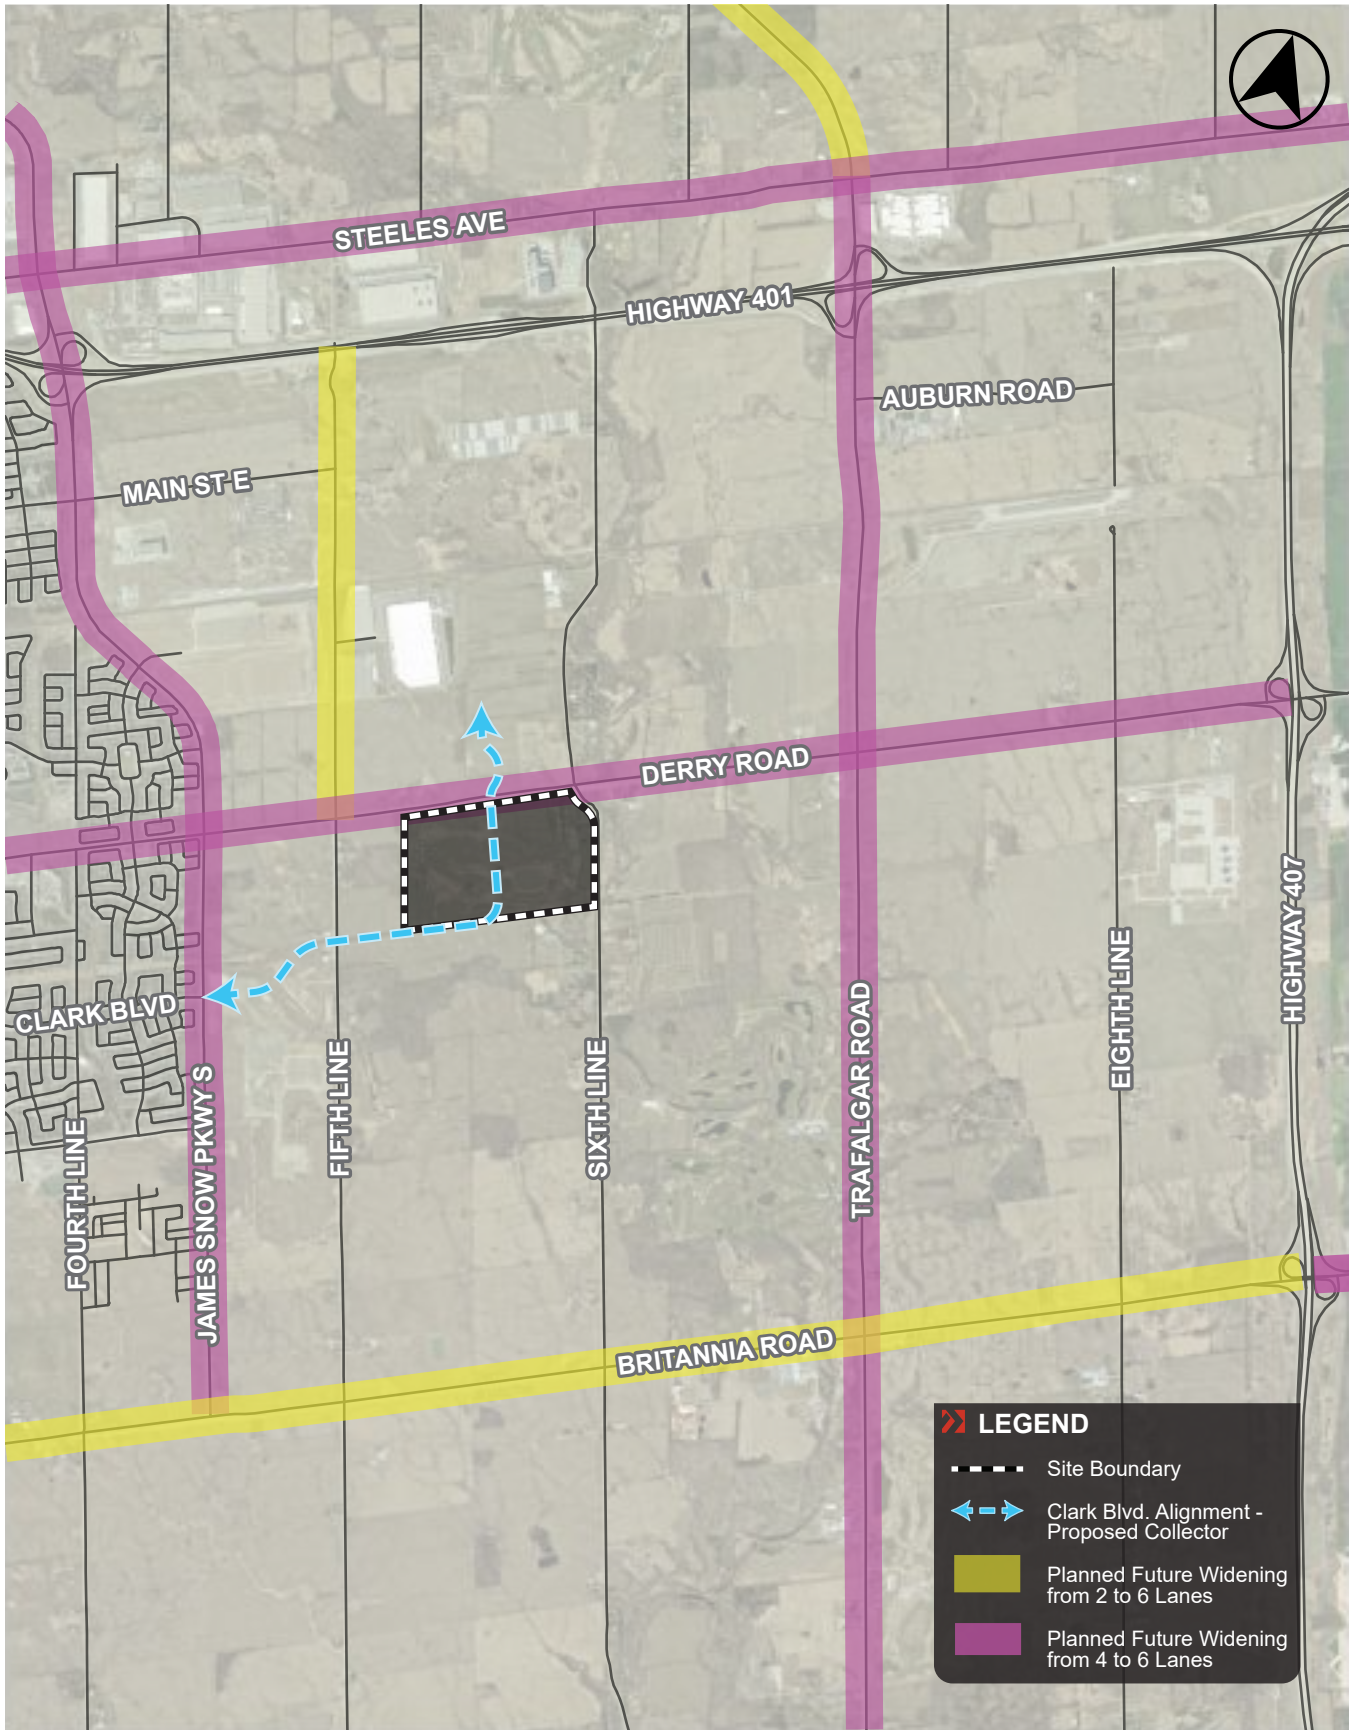 STEELES AVE
HIGHWAY 401
AUBURN ROAD
MAIN ST E
DERRY ROAD
CLARK BLVD
FOURTH LINE
JAMES SNOW PKWY S
FIFTH LINE
SIXTH LINE
TRAFALGAR ROAD
EIGHTH LINE
HIGHWAY 407
BRITANNIA ROAD
LEGEND
Site Boundary
Clark Blvd. Alignment -
Proposed Collector
Planned Future Widening
from 2 to 6 Lanes
Planned Future Widening
from 4 to 6 Lanes